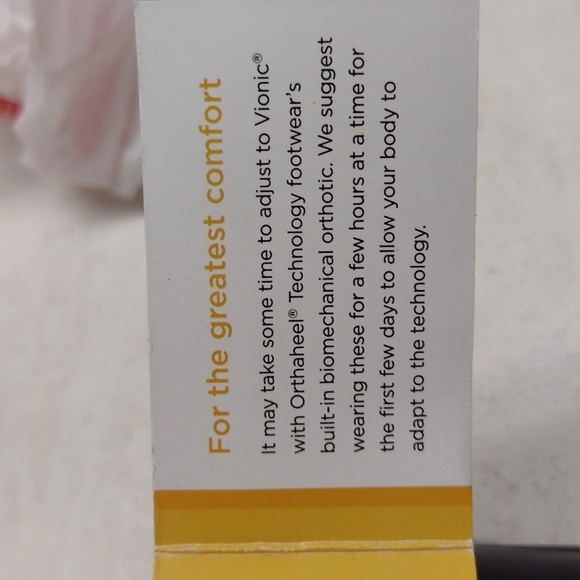 For the greatest comfort
It may take some time to adjust to Vionic®
with Orthaheel® Technology footwear's
built-in biomechanical orthotic. We suggest
wearing these for a few hours at a time for
the first few days to allow your body to
adapt to the technology.